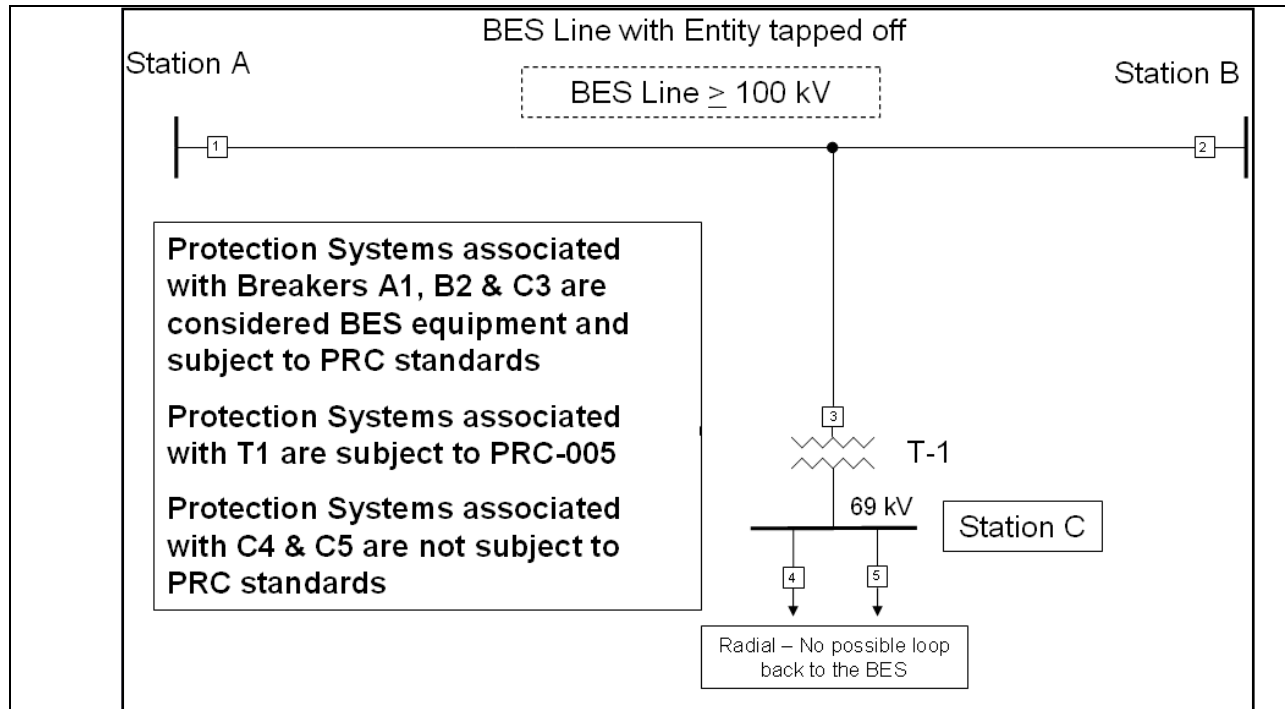 BES Line with Entity tapped off
Station A
Station B
BES Line ≥ 100 kV
1
2
Protection Systems associated
with Breakers A1, B2 & C3 are
considered BES equipment and
subject to PRC standards
Protection Systems associated
with T1 are subject to PRC-005
Protection Systems associated
with C4 & C5 are not subject to
PRC standards
3
T-1
69 kV
Station C
4
5
Radial – No possible loop
back to the BES